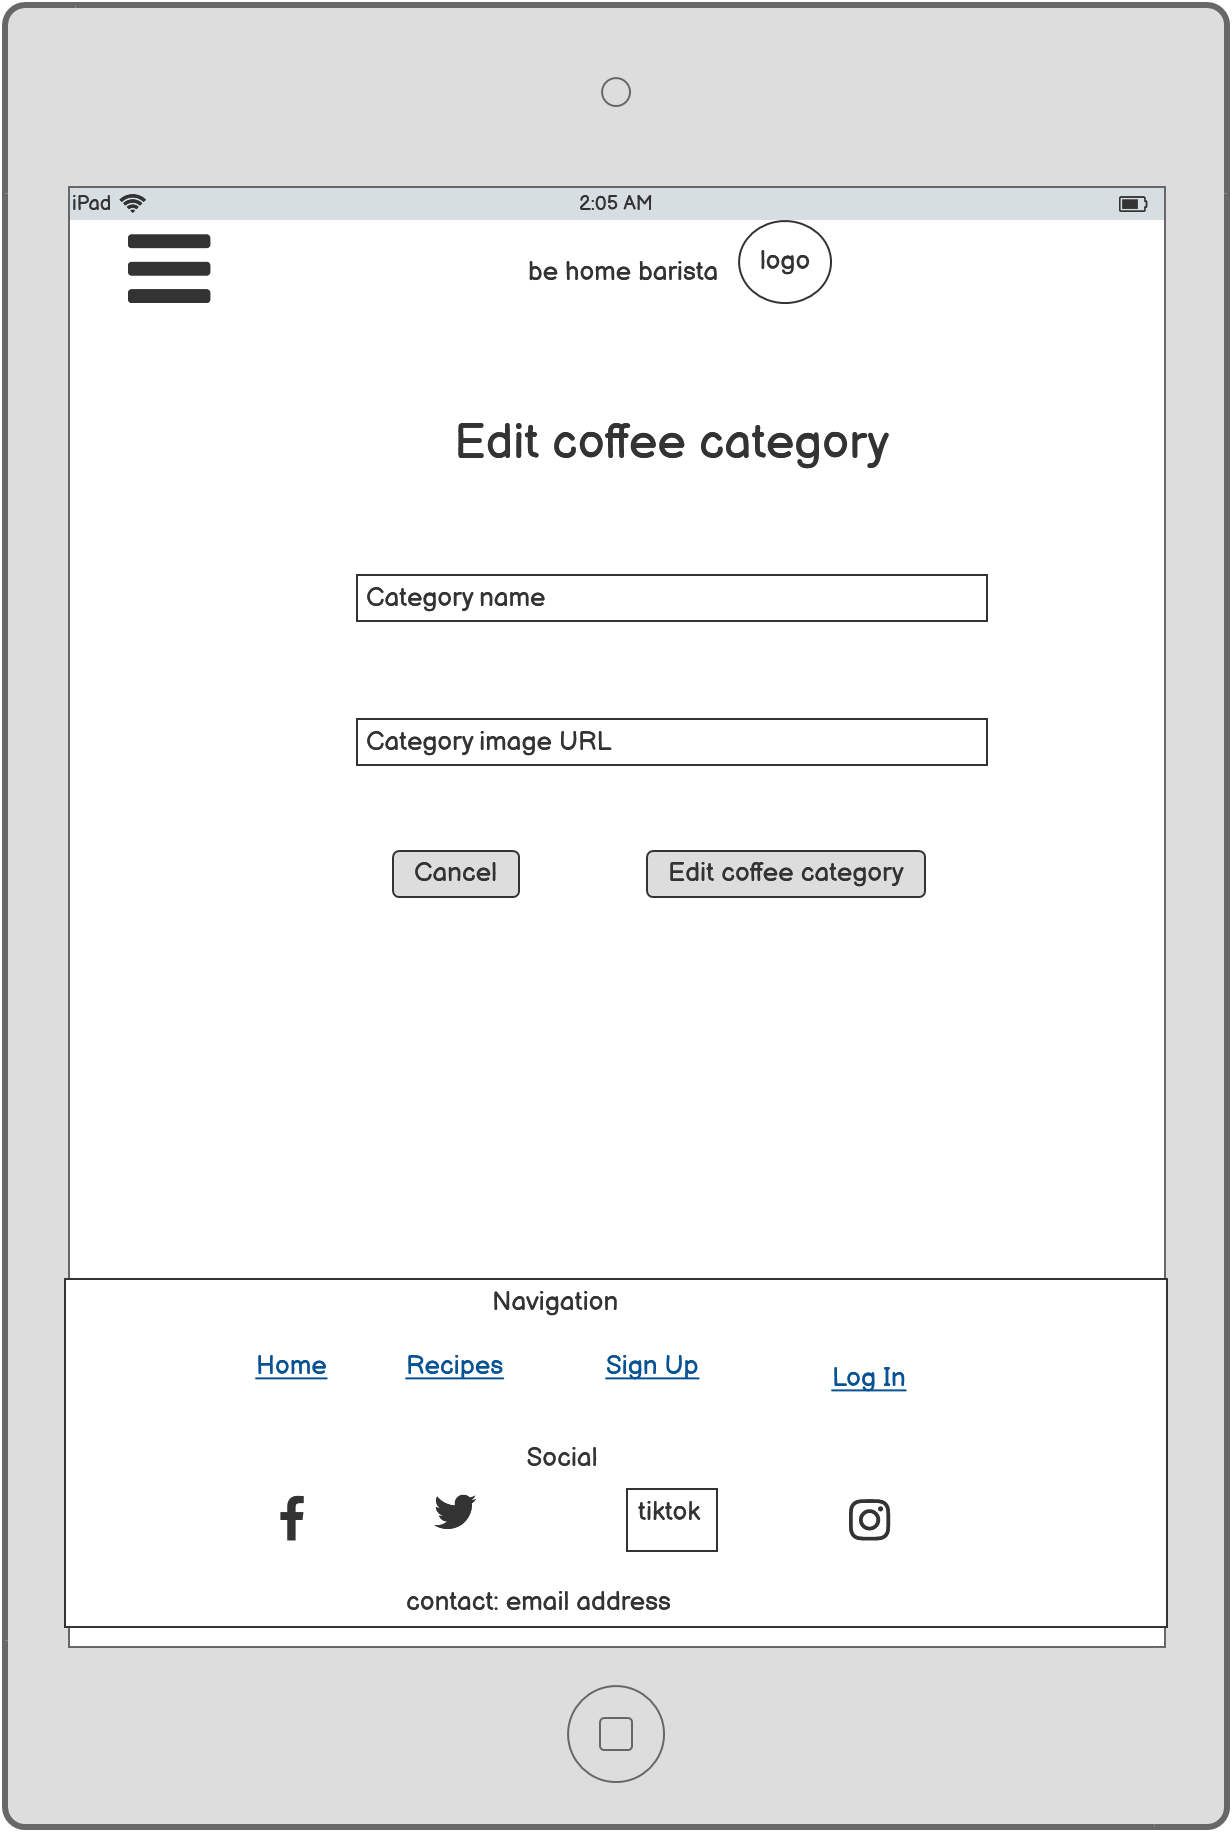 iPad 2:05 AM
be home barista logo
Edit coffee category
Category name
Category image URL
Cancel Edit coffee category
Navigation
Home Recipes Sign Up Log In
Social
tiktok
contact: email address